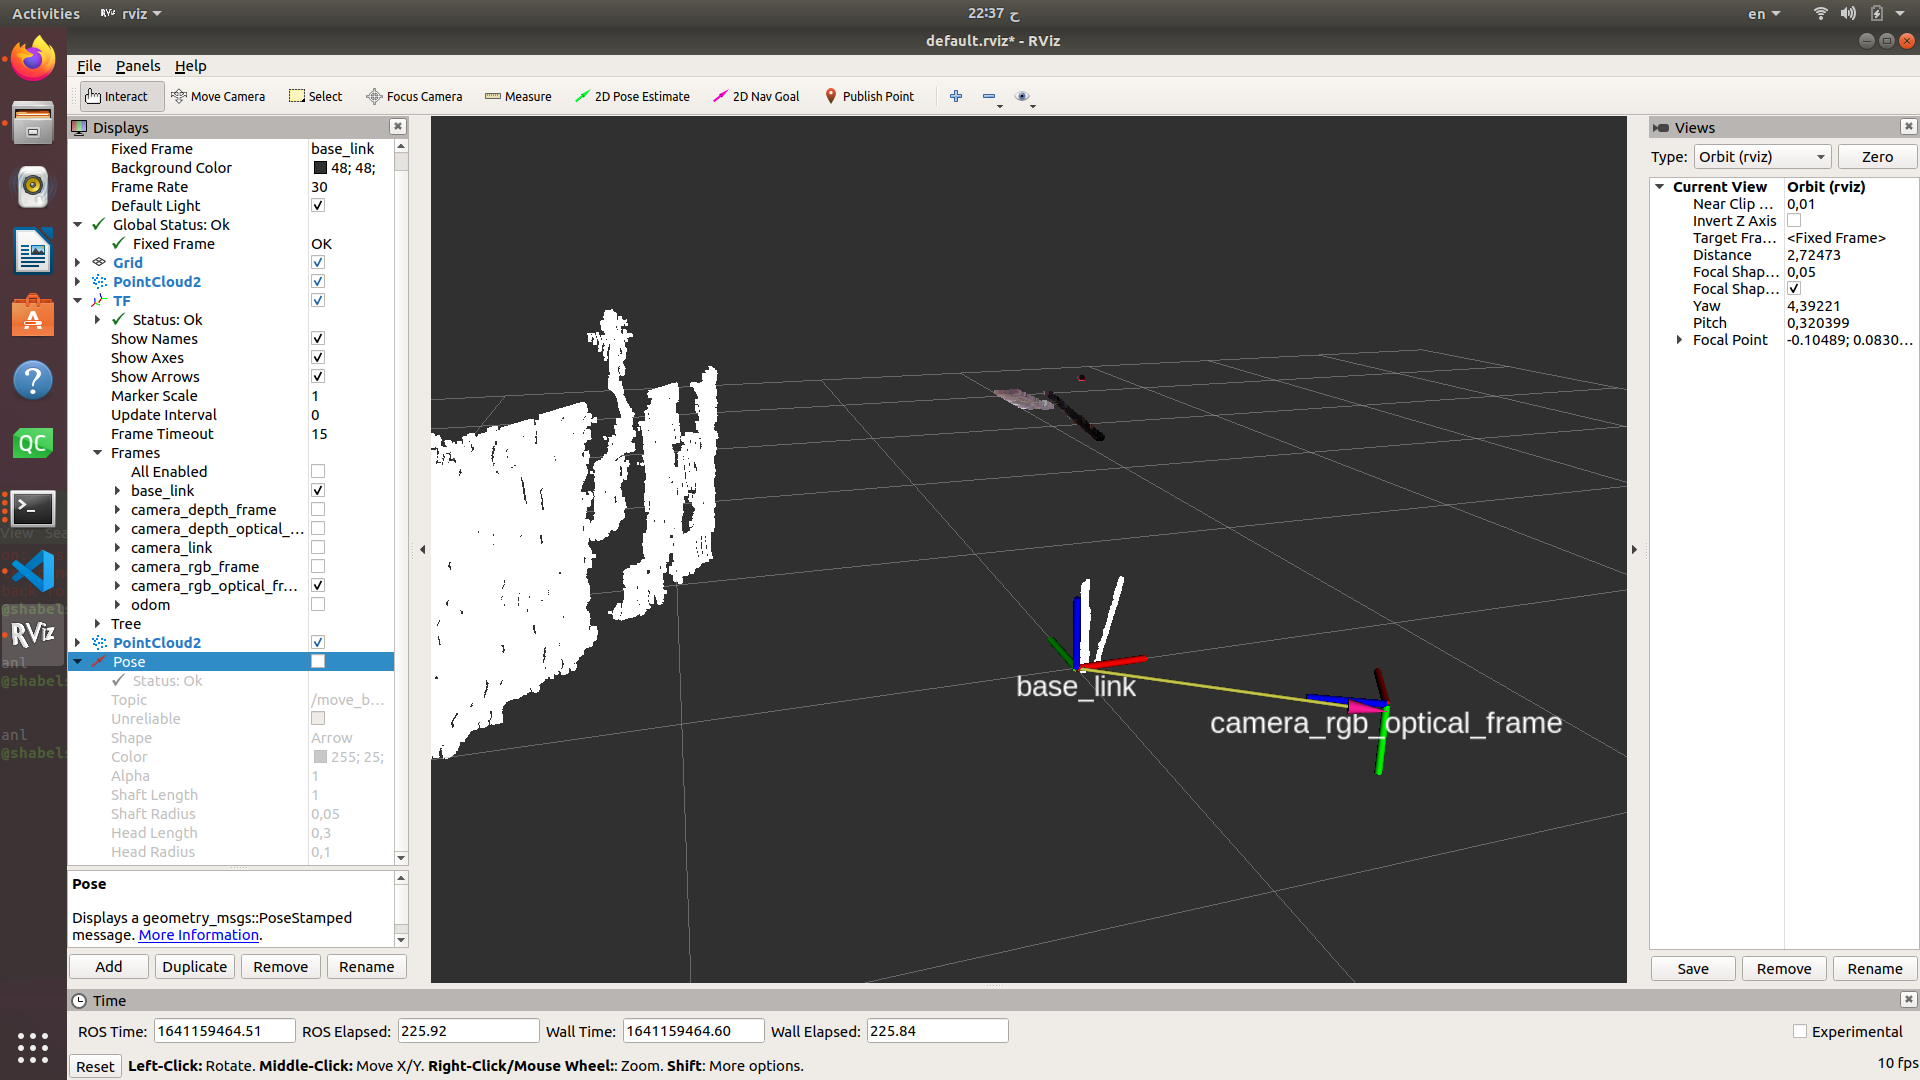 Activities
rviz
22:37 ح
en
default.rviz* - RViz
File Panels Help
Interact Move Camera Select Focus Camera Measure 2D Pose Estimate 2D Nav Goal Publish Point
Displays
Fixed Frame base_link
Background Color 48; 48;
Frame Rate 30
Default Light
Global Status: Ok
Fixed Frame OK
Grid
PointCloud2
TF
Status: Ok
Show Names
Show Axes
Show Arrows
Marker Scale 1
Update Interval 0
Frame Timeout 15
Frames
All Enabled
base_link
camera_depth_frame
camera_depth_optical_...
camera_link
camera_rgb_frame
camera_rgb_optical_fr...
odom
Tree
PointCloud2
Pose
Status: Ok
Topic /move_b...
Unreliable
Shape Arrow
Color 255; 25;
Alpha 1
Shaft Length 1
Shaft Radius 0,05
Head Length 0,3
Head Radius 0,1
Pose
Displays a geometry_msgs::PoseStamped
message. More Information.
Add Duplicate Remove Rename
base_link
camera_rgb_optical_frame
Views
Type: Orbit (rviz) Zero
Current View Orbit (rviz)
Near Clip ... 0,01
Invert Z Axis
Target Fra... <Fixed Frame>
Distance 2,72473
Focal Shap... 0,05
Focal Shap...
Yaw 4,39221
Pitch 0,320399
Focal Point -0.10489; 0.0830...
Save Remove Rename
Time
ROS Time: 1641159464.51 ROS Elapsed: 225.92 Wall Time: 1641159464.60 Wall Elapsed: 225.84
Experimental
Reset Left-Click: Rotate. Middle-Click: Move X/Y. Right-Click/Mouse Wheel:: Zoom. Shift: More options.
10 fps
QC
RViz
View Sea
anl
@shabels
anl
@shabels